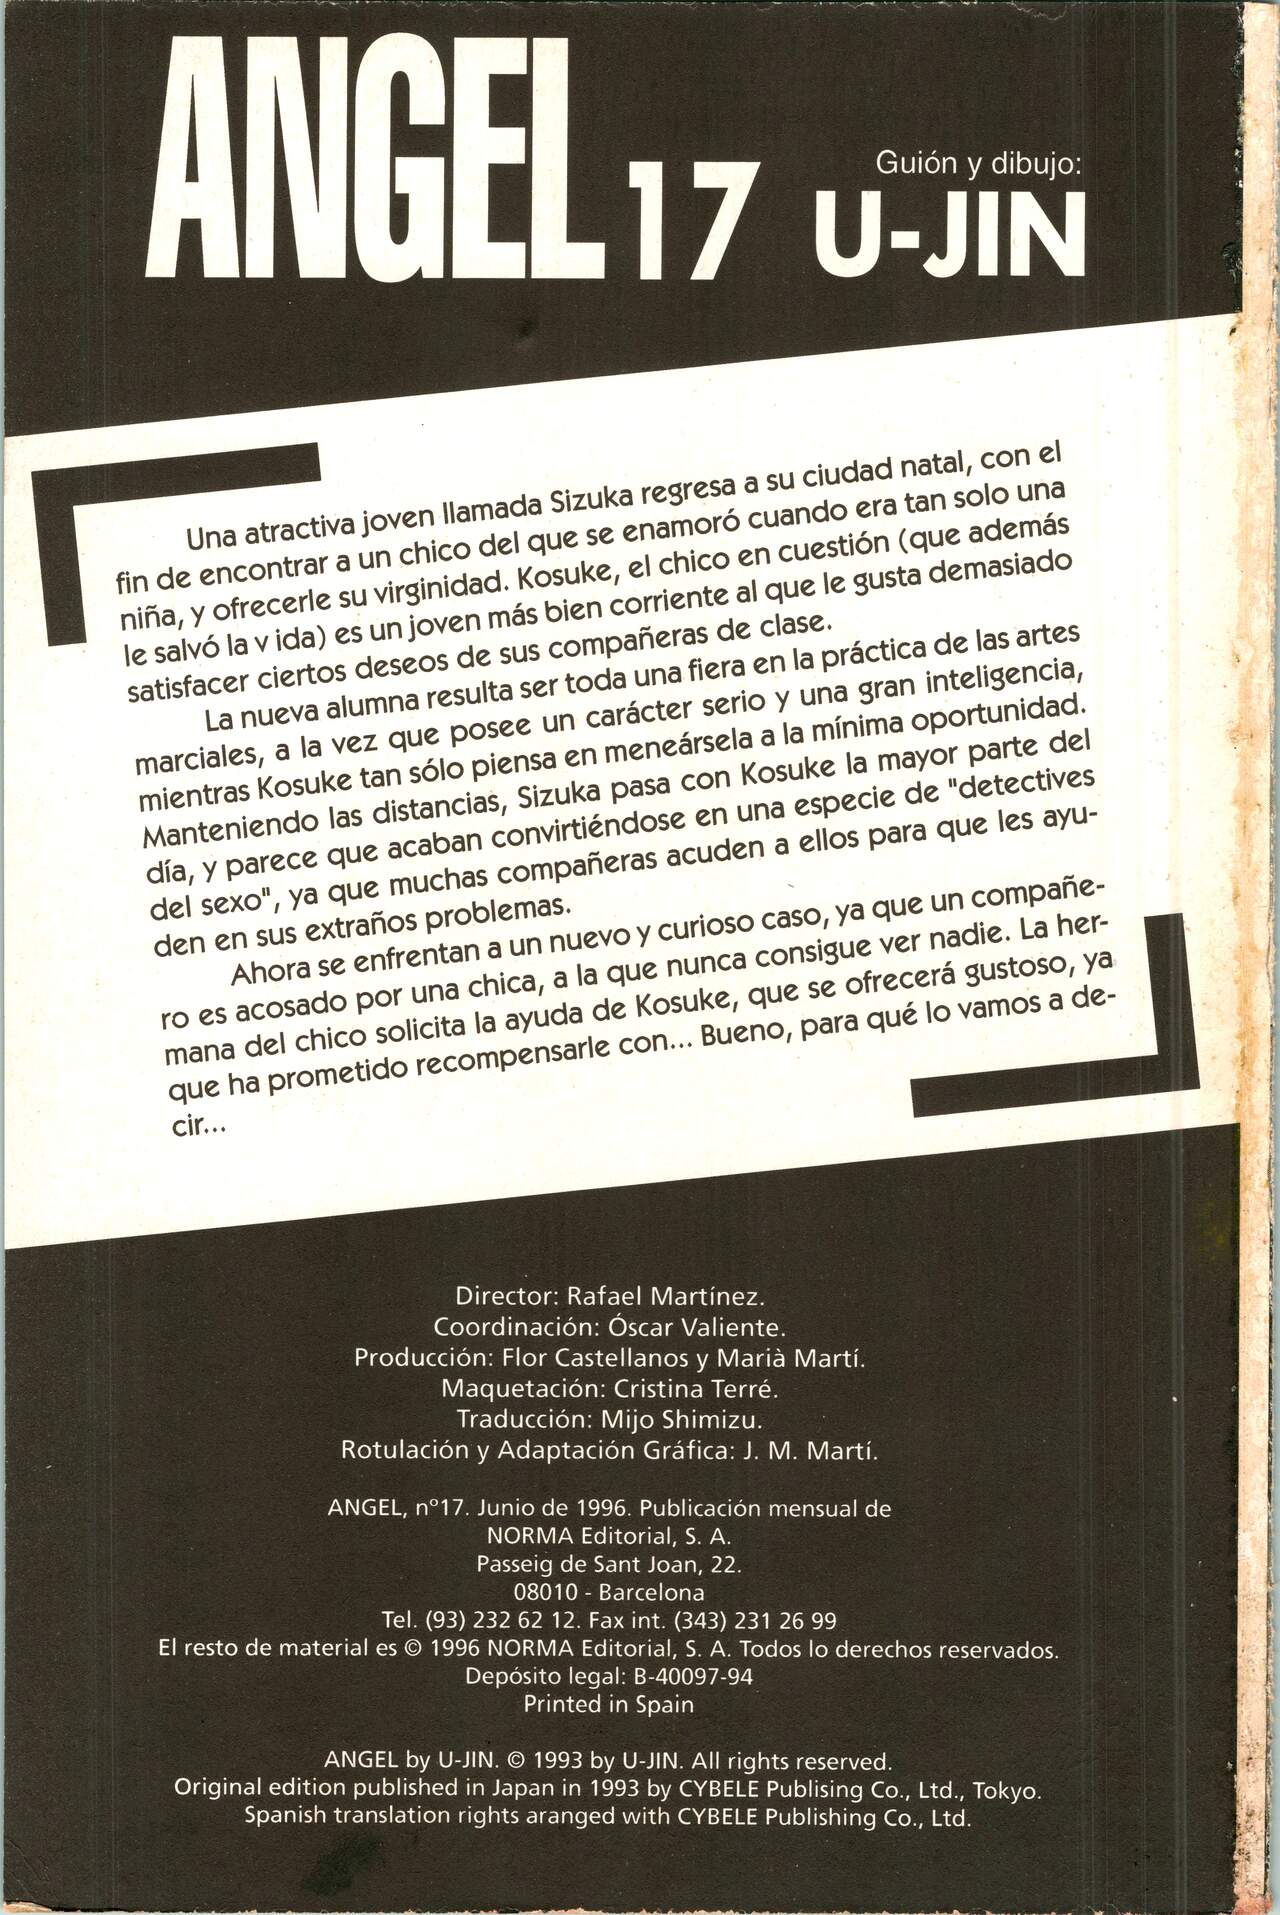 ANGEL 17
Guión y dibujo:
U-JIN
Una atractiva joven llamada Sizuka regresa a su ciudad natal, con el
fin de encontrar a un chico del que se enamoró cuando era tan solo una
niña, y ofrecerle su virginidad. Kosuke, el chico en cuestión (que además
le salvó la v ida) es un joven más bien corriente al que le gusta demasiado
satisfacer ciertos deseos de sus compañeras de clase.
La nueva alumna resulta ser toda una fiera en la práctica de las artes
marciales, a la vez que posee un carácter serio y una gran inteligencia,
mientras Kosuke tan sólo piensa en meneársela a la mínima oportunidad.
Manteniendo las distancias, Sizuka pasa con Kosuke la mayor parte del
día, y parece que acaban convirtiéndose en una especie de "detectives
del sexo", ya que muchas compañeras acuden a ellos para que les ayu-
den en sus extraños problemas.
Ahora se enfrentan a un nuevo y curioso caso, ya que un compañe-
ro es acosado por una chica, a la que nunca consigue ver nadie. La her-
mana del chico solicita la ayuda de Kosuke, que se ofrecerá gustoso, ya
que ha prometido recompensarle con... Bueno, para qué lo vamos a de-
cir...
Director: Rafael Martínez.
Coordinación: Óscar Valiente.
Producción: Flor Castellanos y Marià Martí.
Maquetación: Cristina Terré.
Traducción: Mijo Shimizu.
Rotulación y Adaptación Gráfica: J. M. Martí.
ANGEL, nº17. Junio de 1996. Publicación mensual de
NORMA Editorial, S. A.
Passeig de Sant Joan, 22.
08010 - Barcelona
Tel. (93) 232 62 12. Fax int. (343) 231 26 99
El resto de material es © 1996 NORMA Editorial, S. A. Todos lo derechos reservados.
Depósito legal: B-40097-94
Printed in Spain
ANGEL by U-JIN. © 1993 by U-JIN. All rights reserved.
Original edition published in Japan in 1993 by CYBELE Publising Co., Ltd., Tokyo.
Spanish translation rights aranged with CYBELE Publishing Co., Ltd.